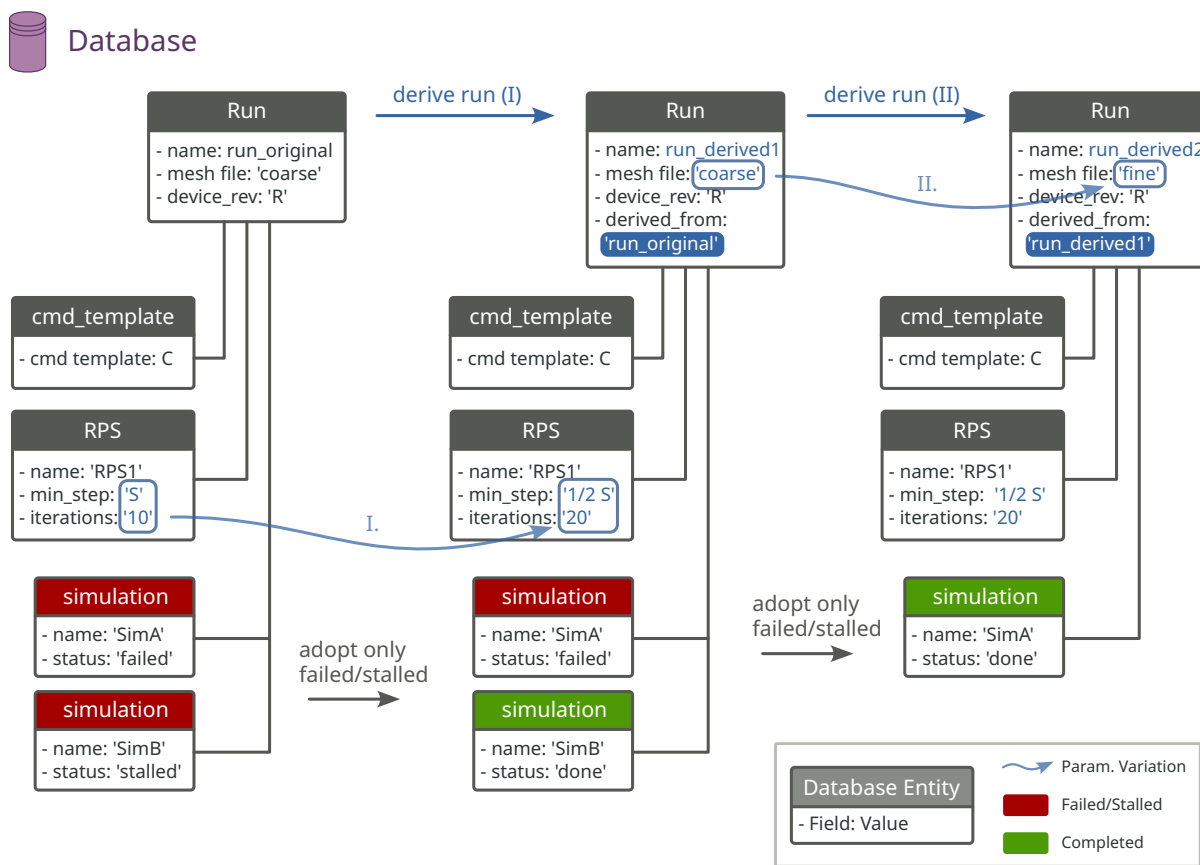 Database
derive run (I)
derive run (II)
Run
- name: run_original
- mesh file: 'coarse'
- device_rev: 'R'
Run
- name: run_derived1
- mesh file: 'coarse'
- device_rev: 'R'
- derived_from:
'run_original'
Run
- name: run_derived2
- mesh file: 'fine'
- device_rev: 'R'
- derived_from:
'run_derived1'
II.
cmd_template
- cmd template: C
cmd_template
- cmd template: C
cmd_template
- cmd template: C
RPS
- name: 'RPS1'
- min_step: 'S'
- iterations: '10'
I.
RPS
- name: 'RPS1'
- min_step: '1/2 S'
- iterations: '20'
RPS
- name: 'RPS1'
- min_step: '1/2 S'
- iterations: '20'
simulation
- name: 'SimA'
- status: 'failed'
simulation
- name: 'SimB'
- status: 'stalled'
adopt only
failed/stalled
simulation
- name: 'SimA'
- status: 'failed'
simulation
- name: 'SimB'
- status: 'done'
adopt only
failed/stalled
simulation
- name: 'SimA'
- status: 'done'
Database Entity
- Field: Value
Param. Variation
Failed/Stalled
Completed